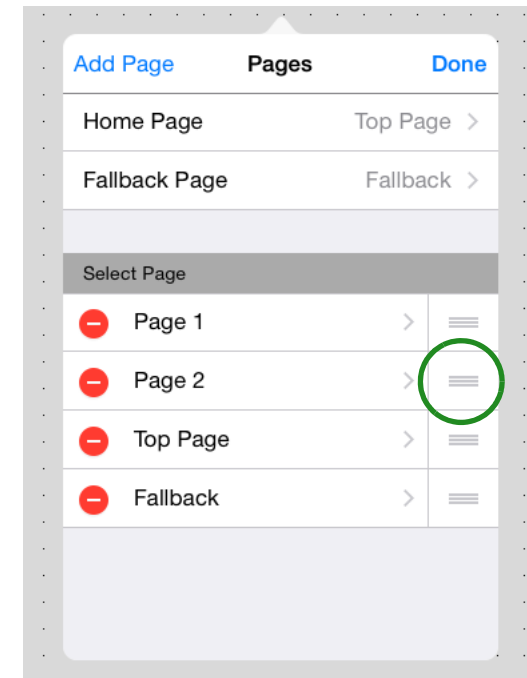 Add Page Pages Done
Home Page Top Page
Fallback Page Fallback
Select Page
Page 1
Page 2
Top Page
Fallback